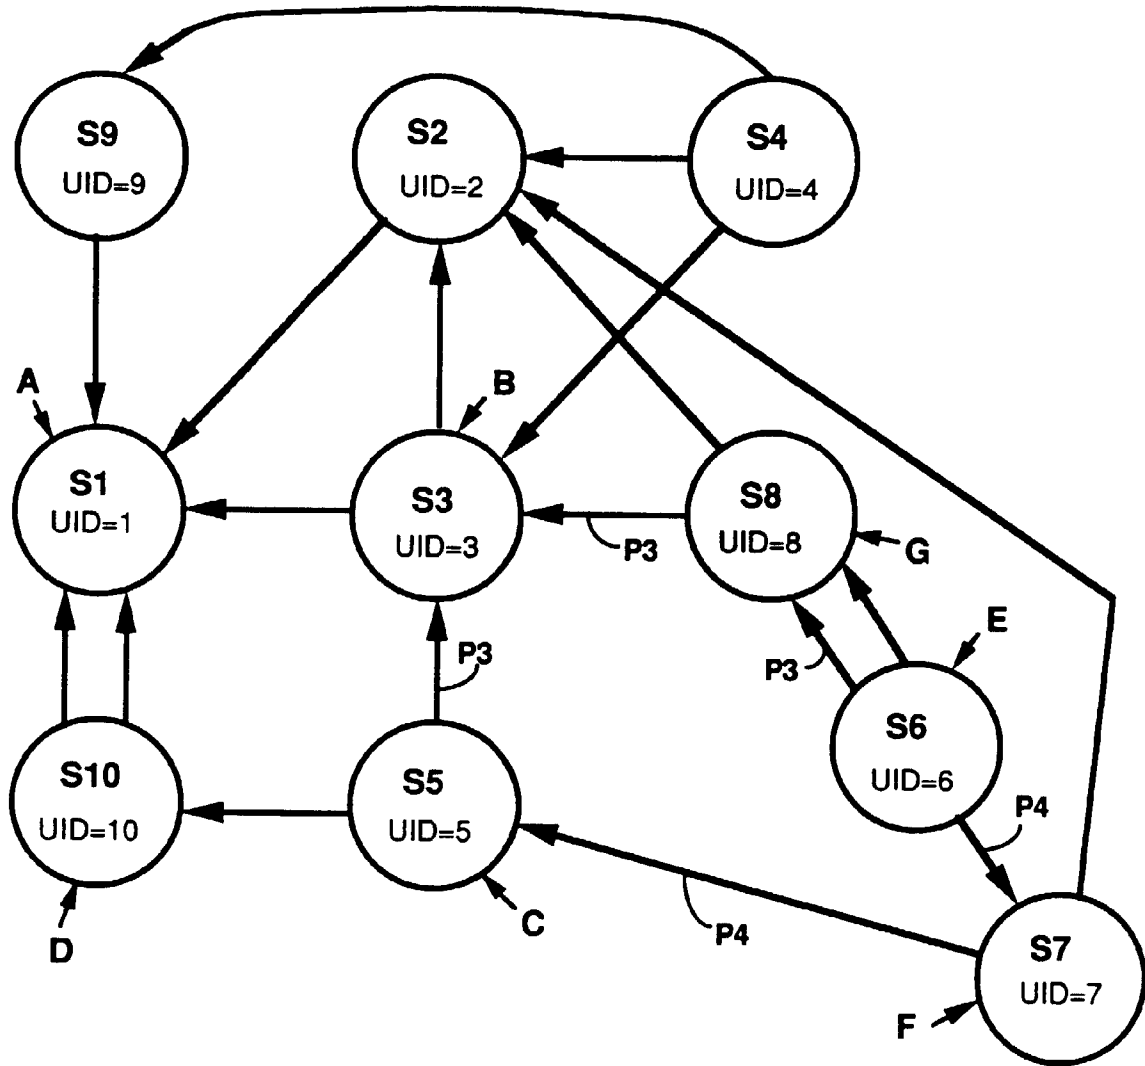 S9
UID=9
S2
UID=2
S4
UID=4
A
B
S1
UID=1
S3
UID=3
S8
UID=8
P3
G
E
P3
P3
S6
UID=6
S10
UID=10
S5
UID=5
P4
D
C
P4
S7
UID=7
F